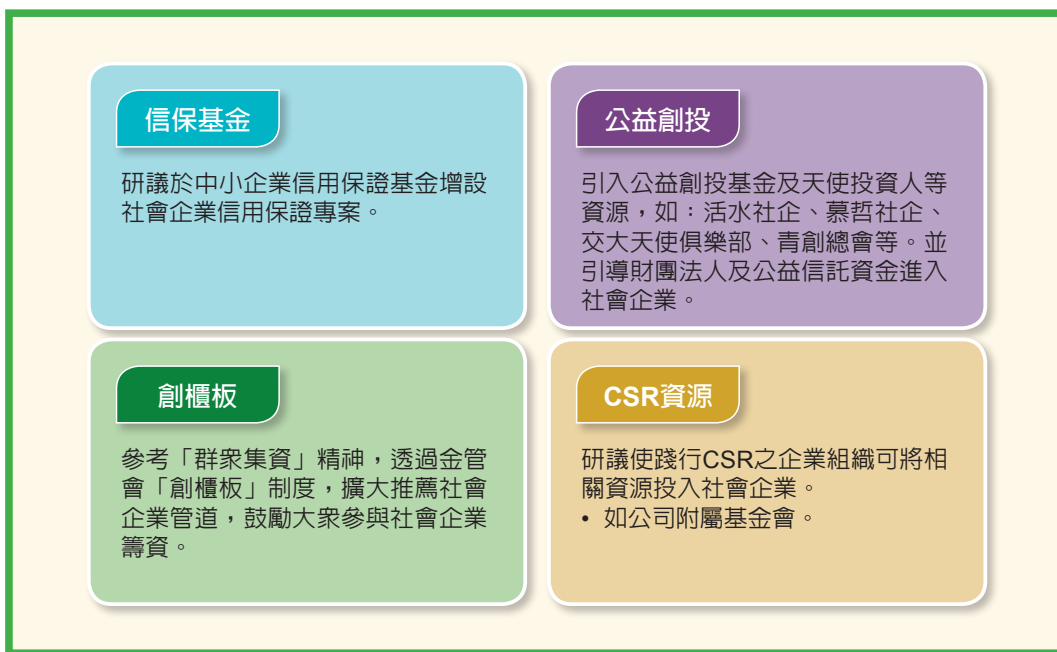 信保基金
研議於中小企業信用保證基金增設
社會企業信用保證專案。
公益創投
引入公益創投基金及天使投資人等
資源,如:活水社企、慕哲社企、
交大天使俱樂部、青創總會等。並
引導財團法人及公益信託資金進入
社會企業。
創櫃板
參考「群眾集資」精神,透過金管
會「創櫃板」制度,擴大推薦社會
企業管道,鼓勵大眾參與社會企業
籌資。
CSR資源
研議使踐行CSR之企業組織可將相
關資源投入社會企業。
• 如公司附屬基金會。